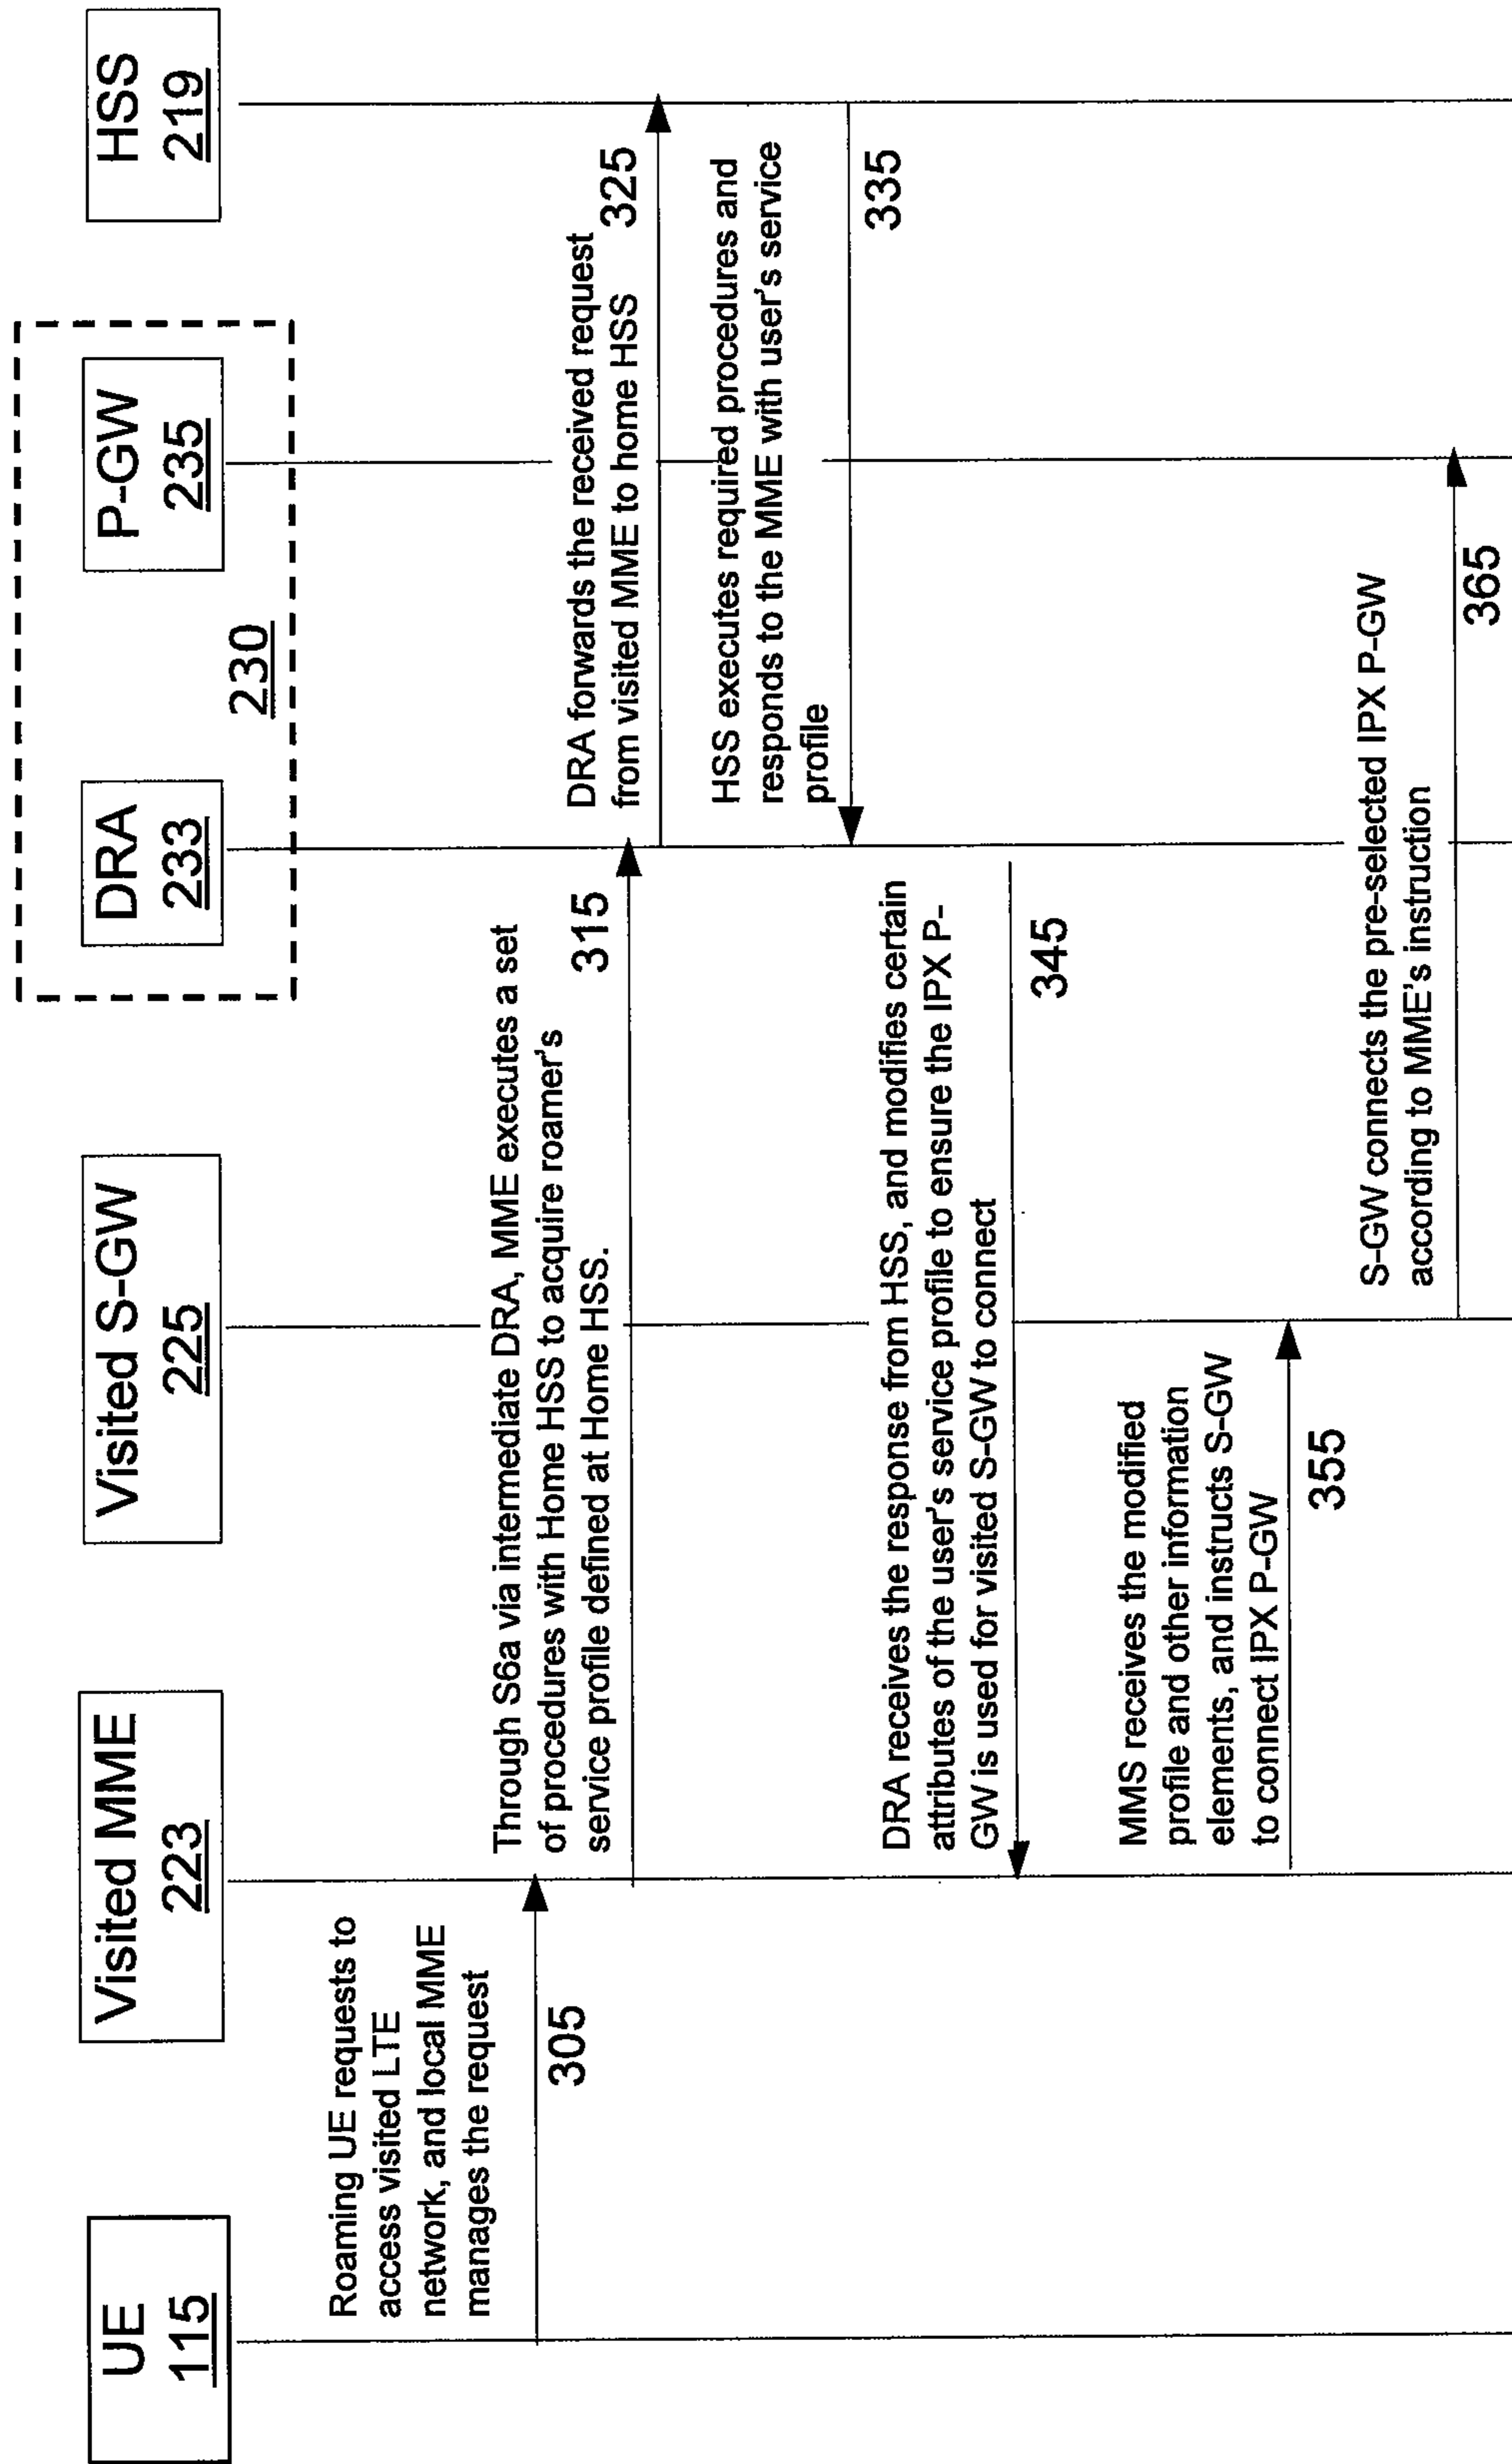 UE
115
Visited MME
223
Visited S-GW
225
DRA
233
P-GW
235
230
HSS
219
Roaming UE requests to
access visited LTE
network, and local MME
manages the request
305
Through S6a via intermediate DRA, MME executes a set
of procedures with Home HSS to acquire roamer's
service profile defined at Home HSS.
315
DRA forwards the received request
from visited MME to home HSS
325
HSS executes required procedures and
responds to the MME with user's service
profile
335
DRA receives the response from HSS, and modifies certain
attributes of the user's service profile to ensure the IPX P-
GW is used for visited S-GW to connect
345
MMS receives the modified
profile and other information
elements, and instructs S-GW
to connect IPX P-GW
355
S-GW connects the pre-selected IPX P-GW
according to MME's instruction
365